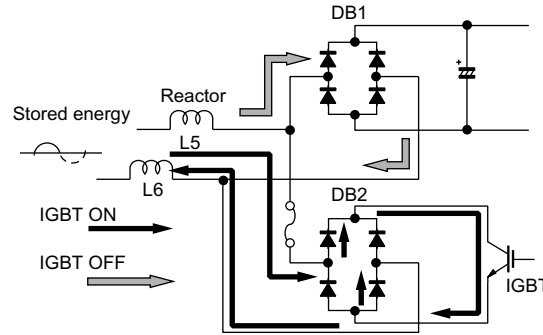 DB1
Reactor
Stored energy
L5
L6
DB2
IGBT ON
IGBT OFF
IGBT
+